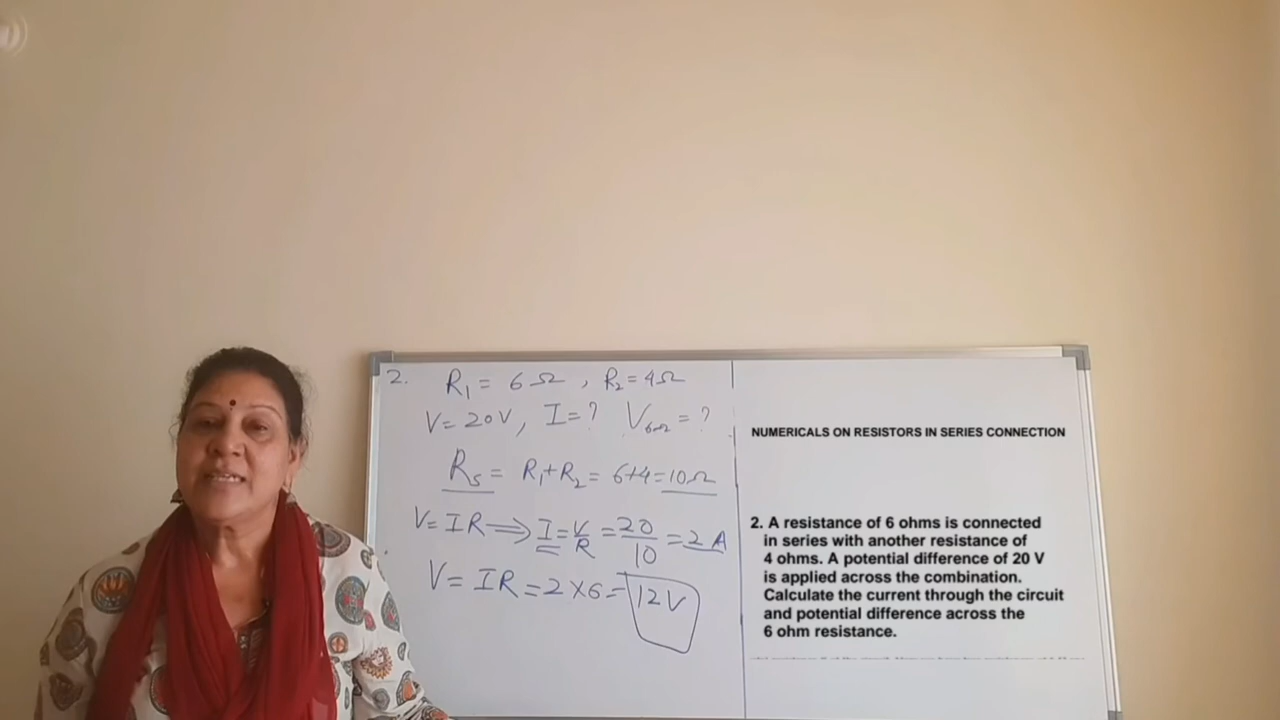 2. R₁ = 6Ω , R₂ = 4Ω
V = 20V, I = ? V₆Ω = ?
Rₛ = R₁+R₂ = 6+4 = 10Ω
V = IR ⟹ I = V/R = 20/10 = 2 A
V = IR = 2×6 = 12V
NUMERICALS ON RESISTORS IN SERIES CONNECTION
2. A resistance of 6 ohms is connected
in series with another resistance of
4 ohms. A potential difference of 20 V
is applied across the combination.
Calculate the current through the circuit
and potential difference across the
6 ohm resistance.